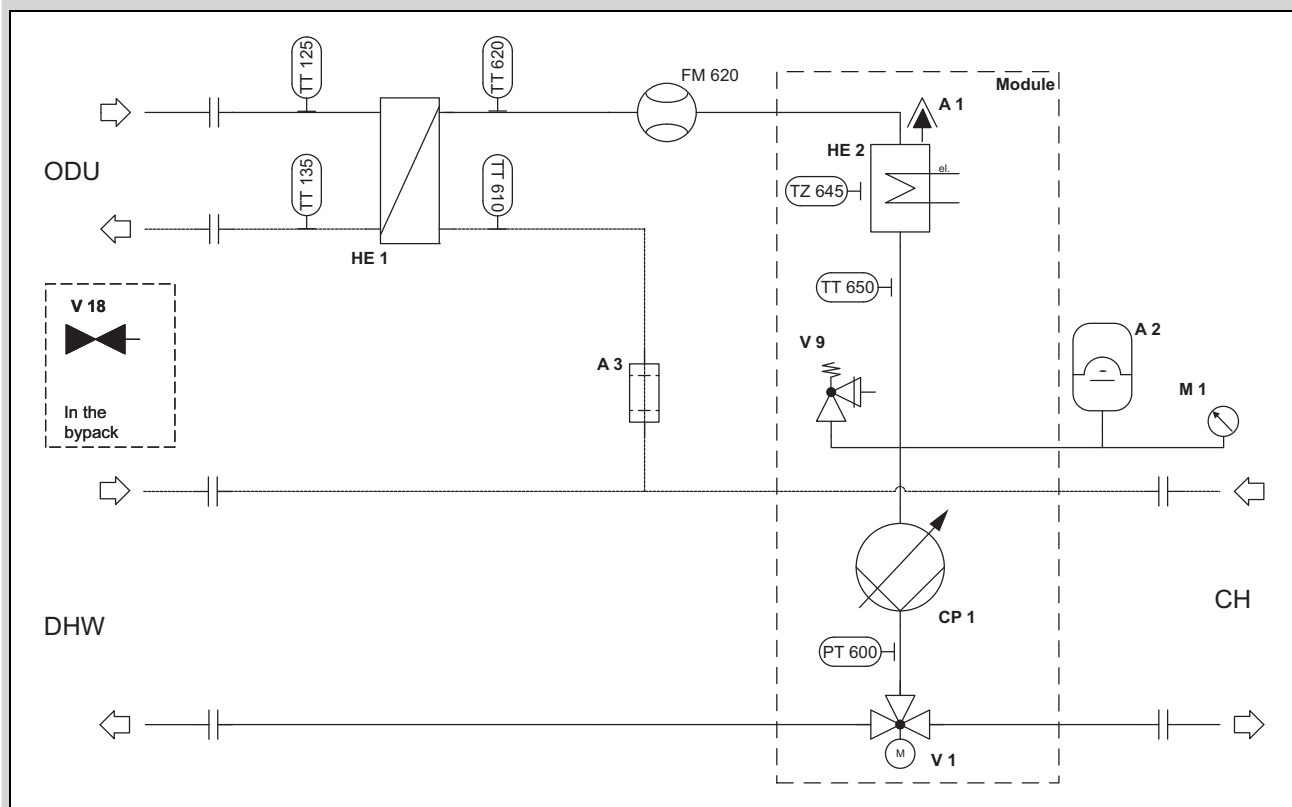 TT 125
TT 620
FM 620
Module
A 1
HE 2
el.
ODU
TT 135
TT 610
TZ 645
HE 1
TT 650
V 18
V 9
A 2
A 3
M 1
In the
bypack
DHW
CP 1
CH
PT 600
M
V 1